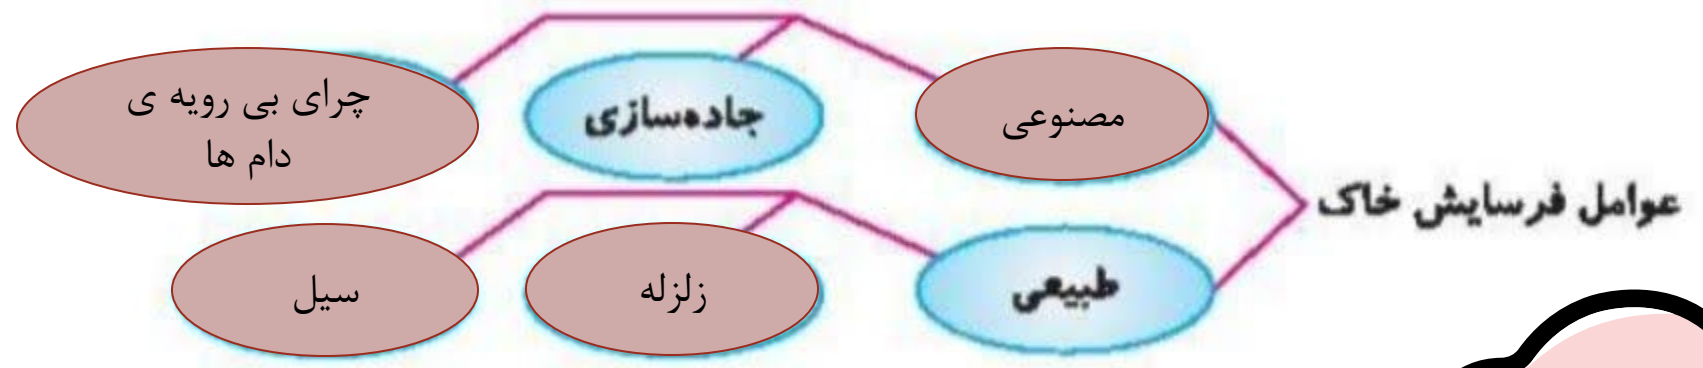 عوامل فرسایش خاک
مصنوعی
جاده‌سازی
چرای بی رویه ی
دام ها
طبیعی
زلزله
سیل